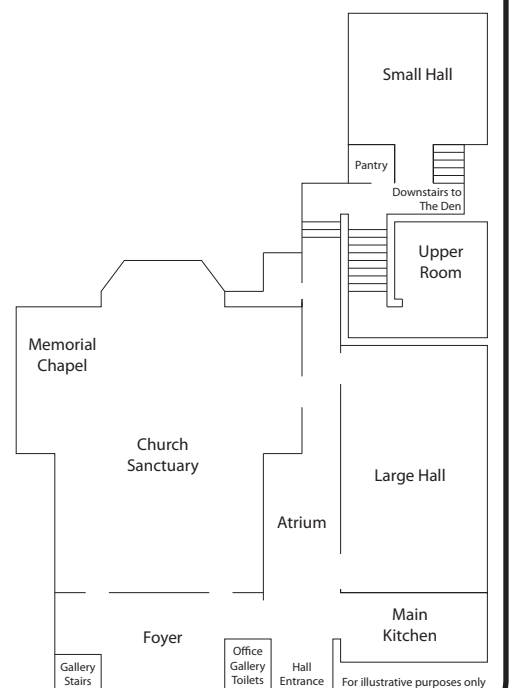 Small Hall
Pantry
Downstairs to
The Den
Upper
Room
Memorial
Chapel
Church
Sanctuary
Large Hall
Atrium
Main
Kitchen
Foyer
Gallery
Stairs
Office
Gallery
Toilets
Hall
Entrance
For illustrative purposes only